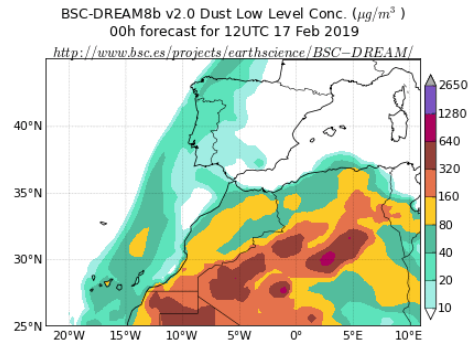 BSC-DREAM8b v2.0 Dust Low Level Conc. (μg/m³ )
00h forecast for 12UTC 17 Feb 2019
http://www.bsc.es/projects/earthscience/BSC−DREAM/
40°N
35°N
30°N
25°N
20°W
15°W
10°W
5°W
0°
5°E
10°E
2650
1280
640
320
160
80
40
20
10